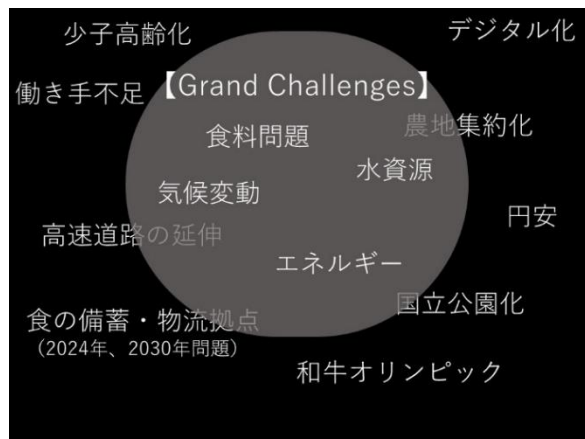 少子高齢化
デジタル化
働き手不足
【Grand Challenges】
食料問題
農地集約化
水資源
気候変動
円安
高速道路の延伸
エネルギー
国立公園化
食の備蓄・物流拠点
（2024年、2030年問題）
和牛オリンピック